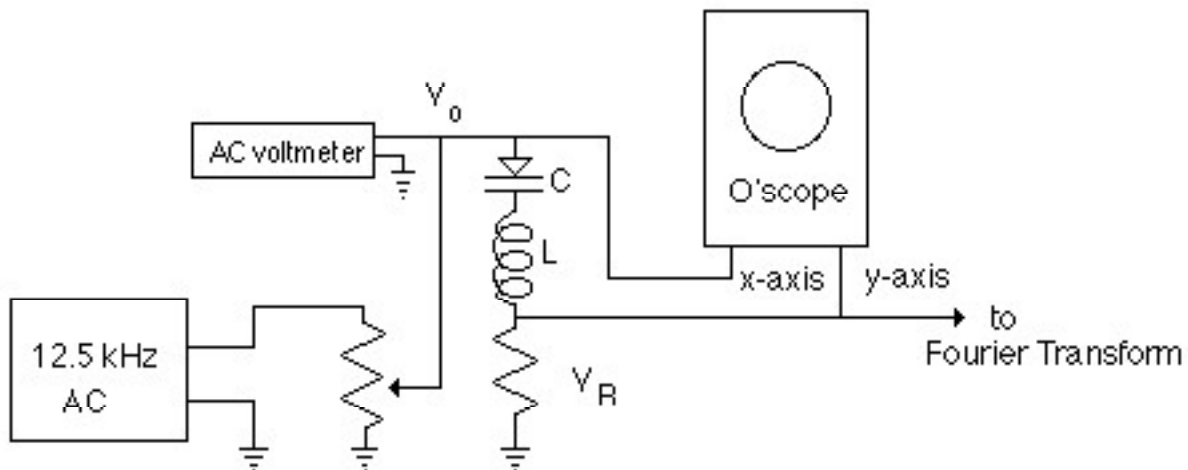 V0
AC voltmeter
C
O'scope
L
x-axis
y-axis
to
Fourier Transform
12.5 kHz
AC
VR